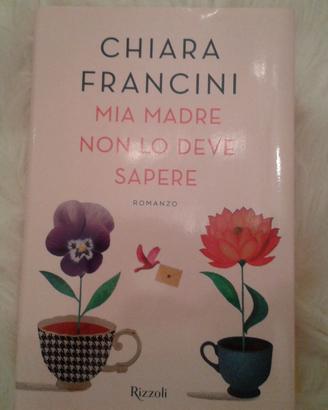 CHIARA
FRANCINI
MIA MADRE
NON LO DEVE
SAPERE
ROMANZO
Rizzoli